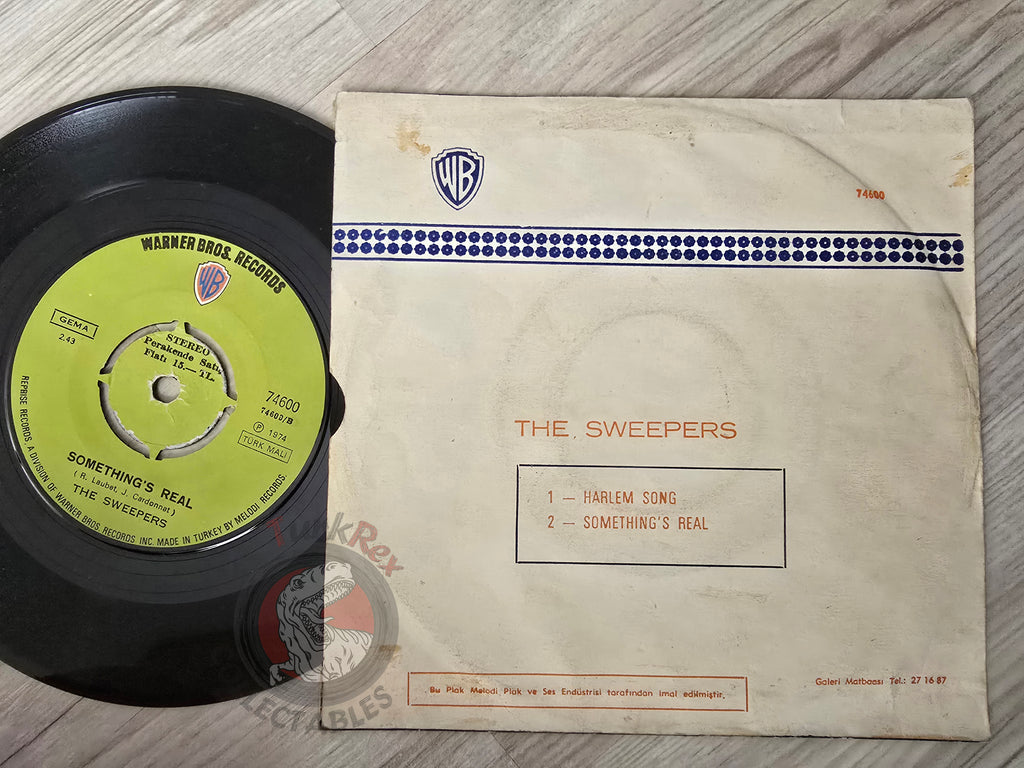 WARNER BROS. RECORDS
WB
GEMA
2.43
STEREO
Perakende Satış
Fiatı 15.— TL.
74600
74600/B
℗ 1974
TÜRK MALI
SOMETHING'S REAL
( R. Laubet, J. Cardonnat )
THE SWEEPERS
REPRISE RECORDS, A DIVISION OF WARNER BROS. RECORDS INC. MADE IN TURKEY BY MELODİ RECORDS.
WB
74600
THE SWEEPERS
1 — HARLEM SONG
2 — SOMETHING'S REAL
Bu Plak Melodi Plak ve Ses Endüstrisi tarafından imal edilmiştir.
Galeri Matbaası Tel.: 27 16 87
TurkRex